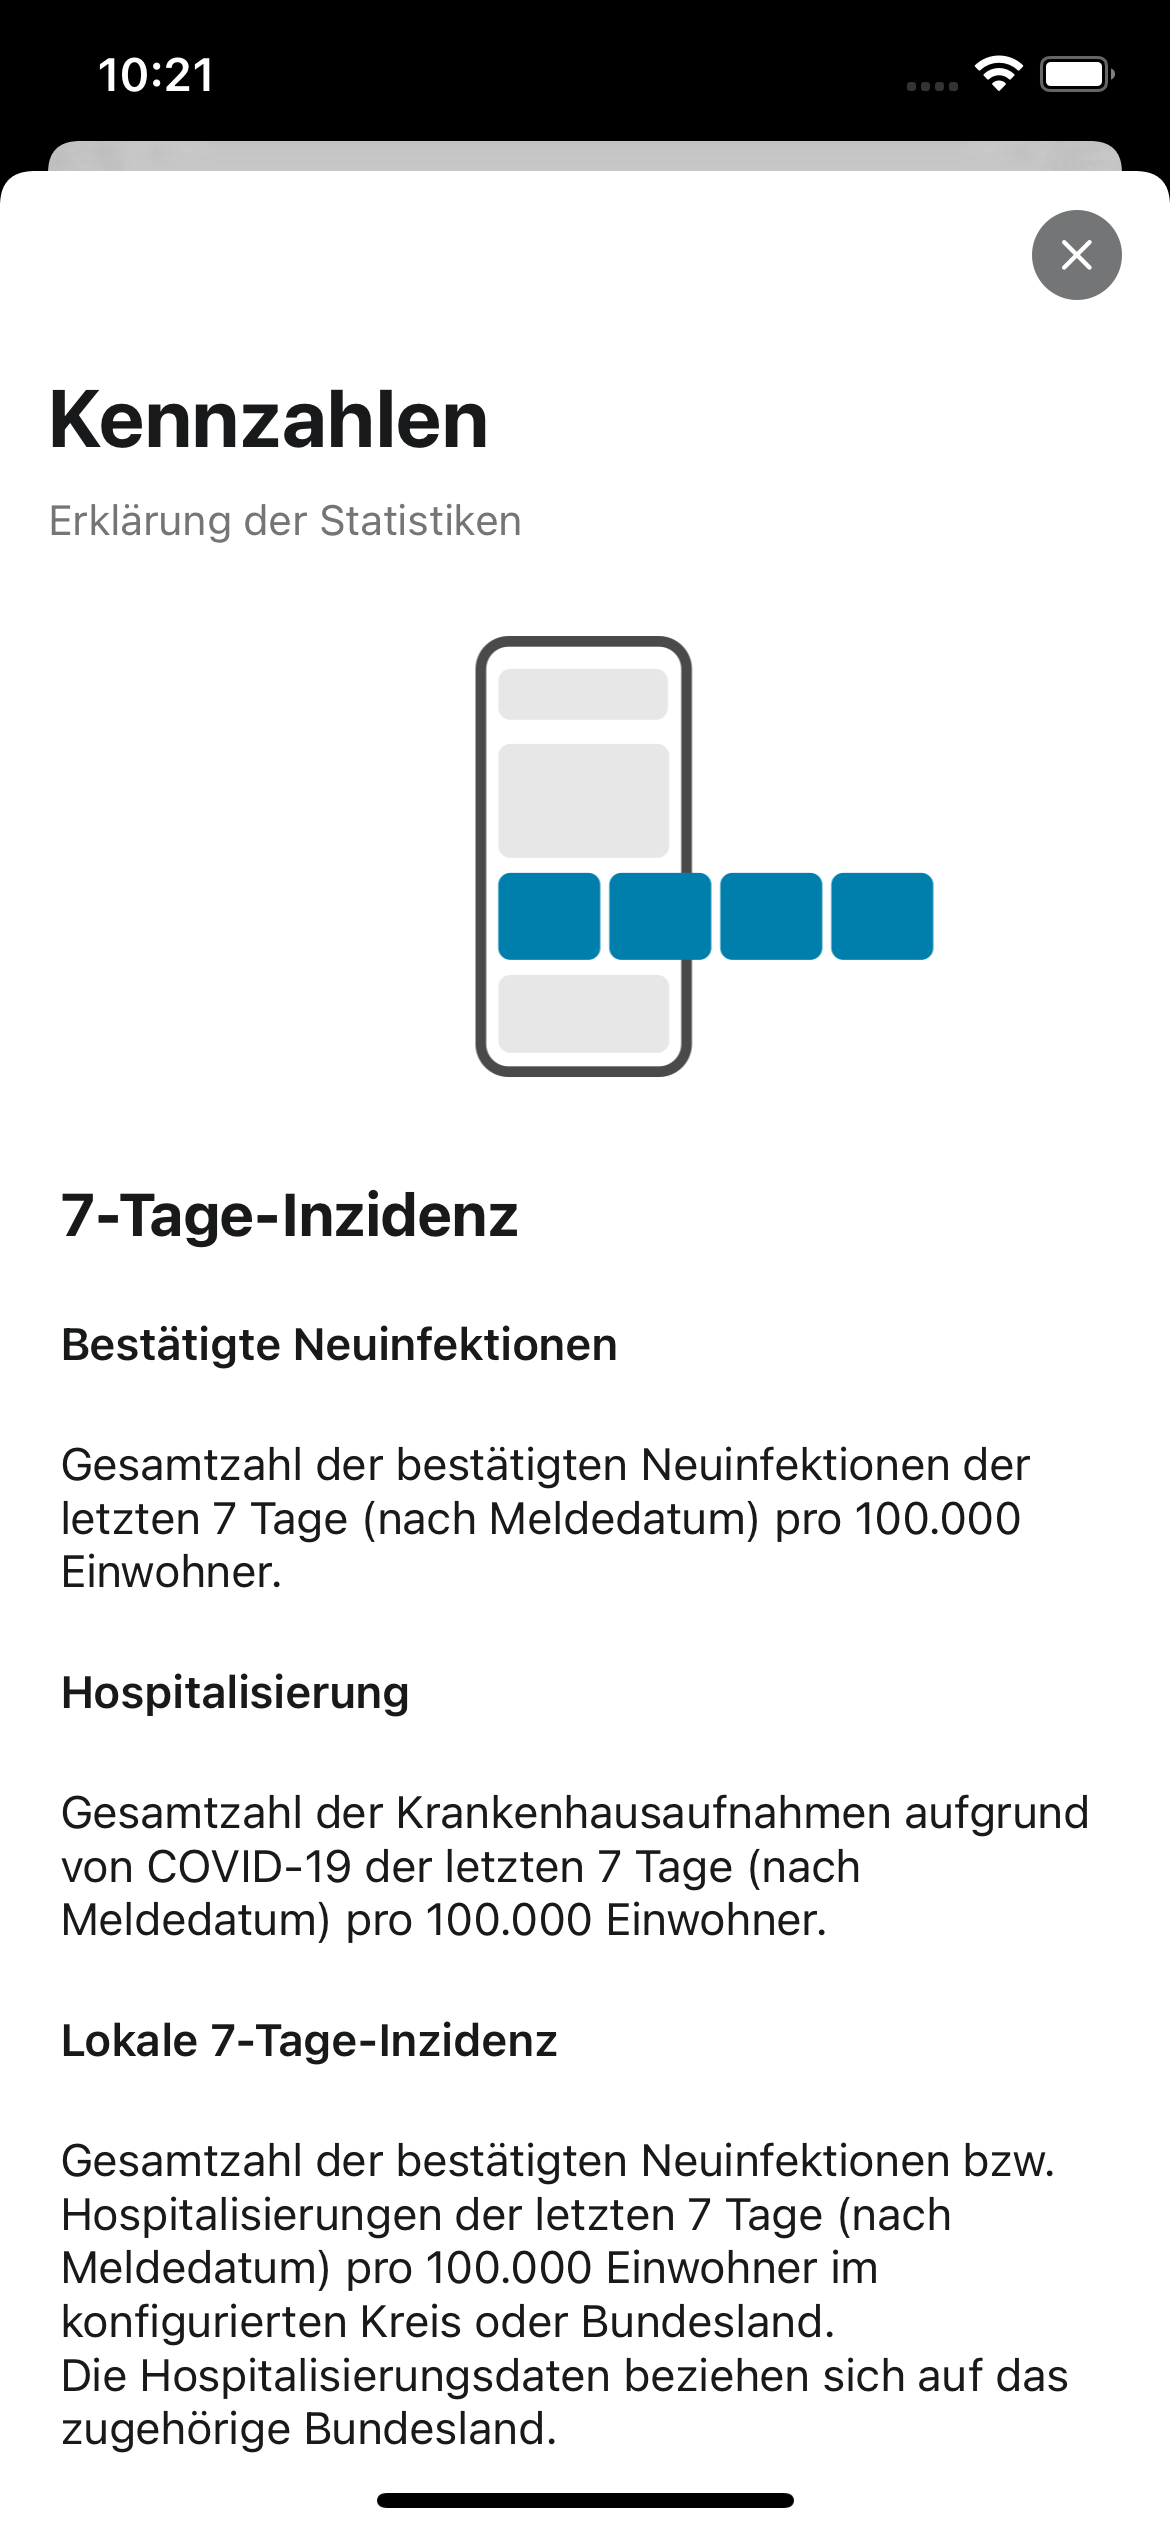 10:21
Kennzahlen
Erklärung der Statistiken
7-Tage-Inzidenz
Bestätigte Neuinfektionen
Gesamtzahl der bestätigten Neuinfektionen der
letzten 7 Tage (nach Meldedatum) pro 100.000
Einwohner.
Hospitalisierung
Gesamtzahl der Krankenhausaufnahmen aufgrund
von COVID-19 der letzten 7 Tage (nach
Meldedatum) pro 100.000 Einwohner.
Lokale 7-Tage-Inzidenz
Gesamtzahl der bestätigten Neuinfektionen bzw.
Hospitalisierungen der letzten 7 Tage (nach
Meldedatum) pro 100.000 Einwohner im
konfigurierten Kreis oder Bundesland.
Die Hospitalisierungsdaten beziehen sich auf das
zugehörige Bundesland.